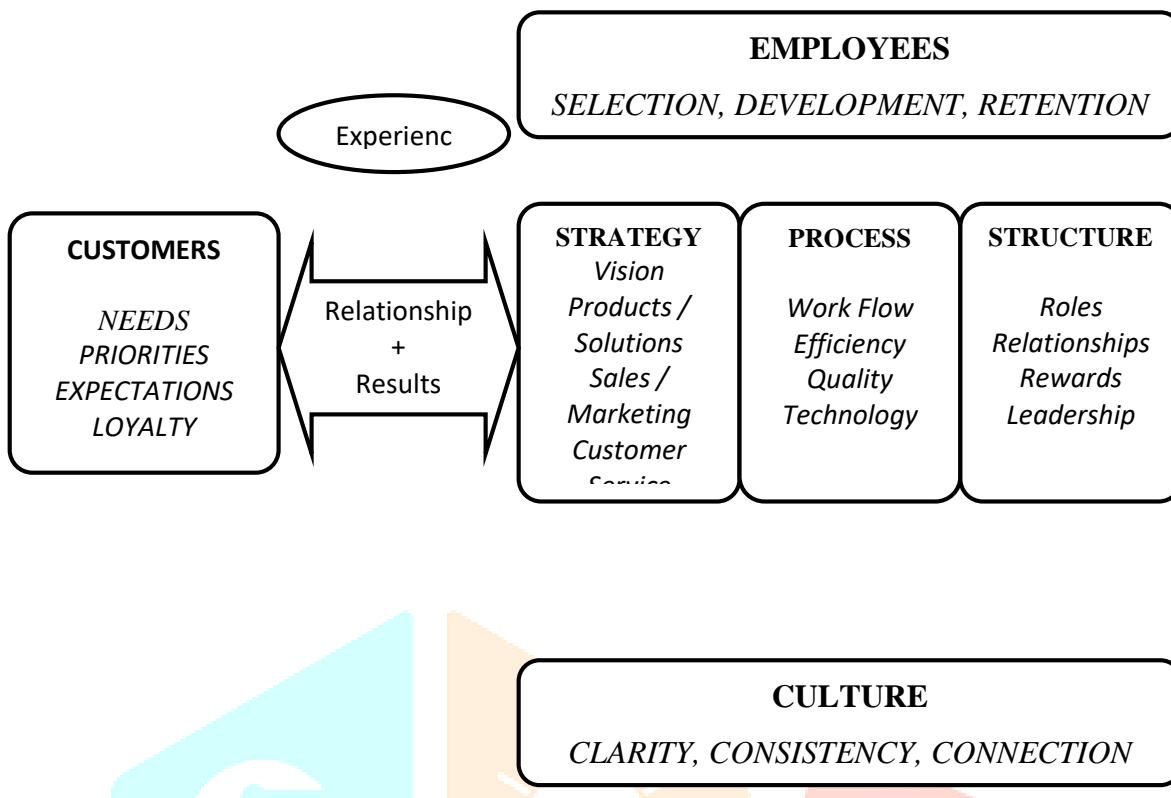 EMPLOYEES
SELECTION, DEVELOPMENT, RETENTION
Experienc
CUSTOMERS
NEEDS
PRIORITIES
EXPECTATIONS
LOYALTY
Relationship
+
Results
STRATEGY
Vision
Products /
Solutions
Sales /
Marketing
Customer
Service
PROCESS
Work Flow
Efficiency
Quality
Technology
STRUCTURE
Roles
Relationships
Rewards
Leadership
CULTURE
CLARITY, CONSISTENCY, CONNECTION